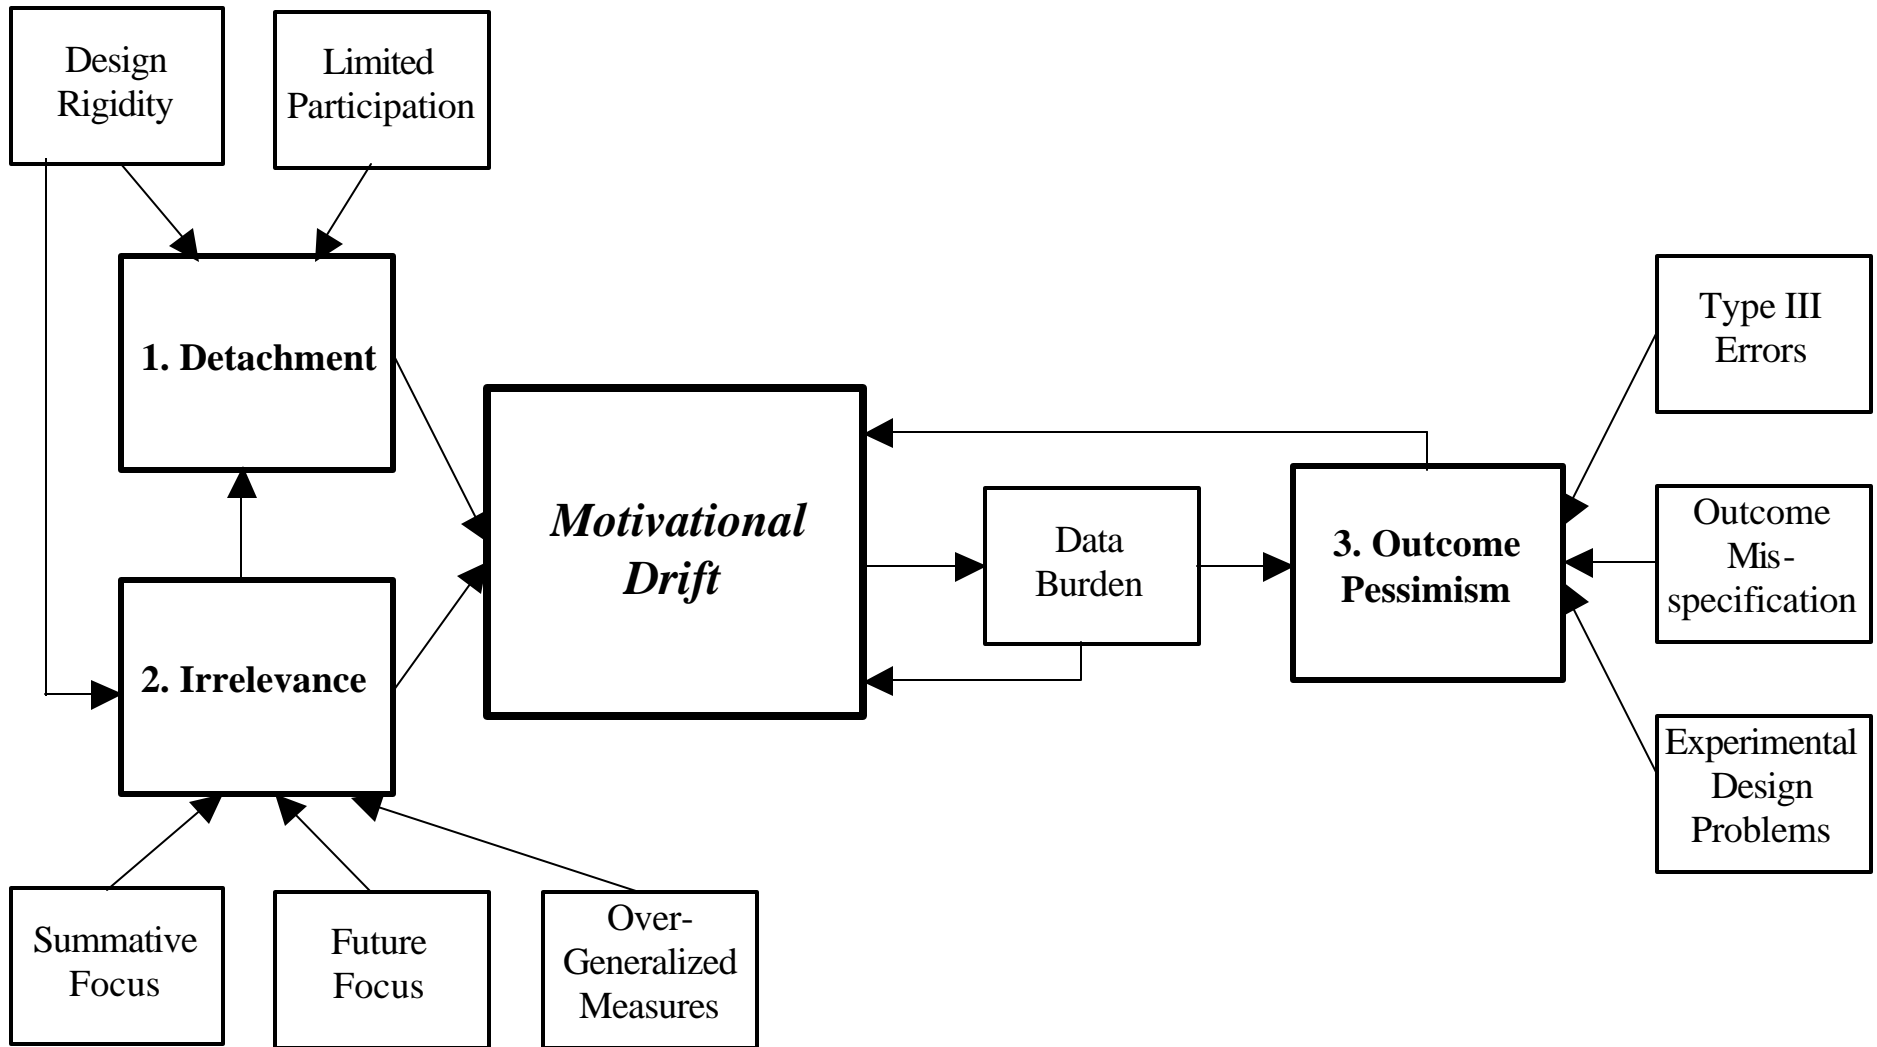 Design
Rigidity
Limited
Participation
1. Detachment
Type III
Errors
Motivational
Drift
Data
Burden
3. Outcome
Pessimism
Outcome
Mis-
specification
2. Irrelevance
Experimental
Design
Problems
Summative
Focus
Future
Focus
Over-
Generalized
Measures